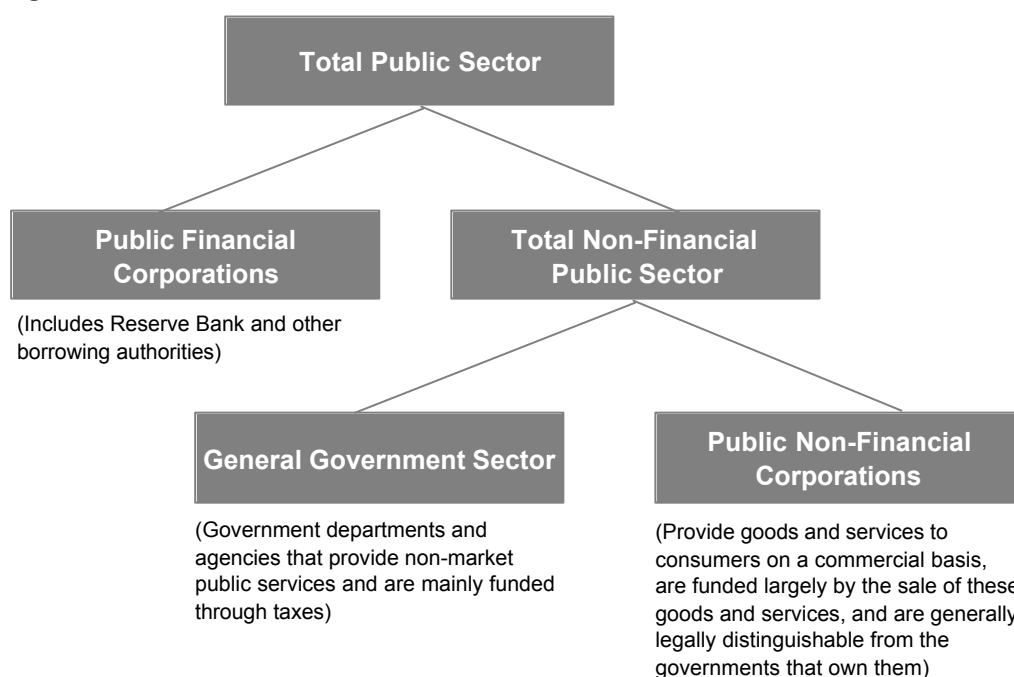 Total Public Sector
Public Financial
Corporations
Total Non-Financial
Public Sector
(Includes Reserve Bank and other
borrowing authorities)
General Government Sector
Public Non-Financial
Corporations
(Government departments and
agencies that provide non-market
public services and are mainly funded
through taxes)
(Provide goods and services to
consumers on a commercial basis,
are funded largely by the sale of these
goods and services, and are generally
legally distinguishable from the
governments that own them)